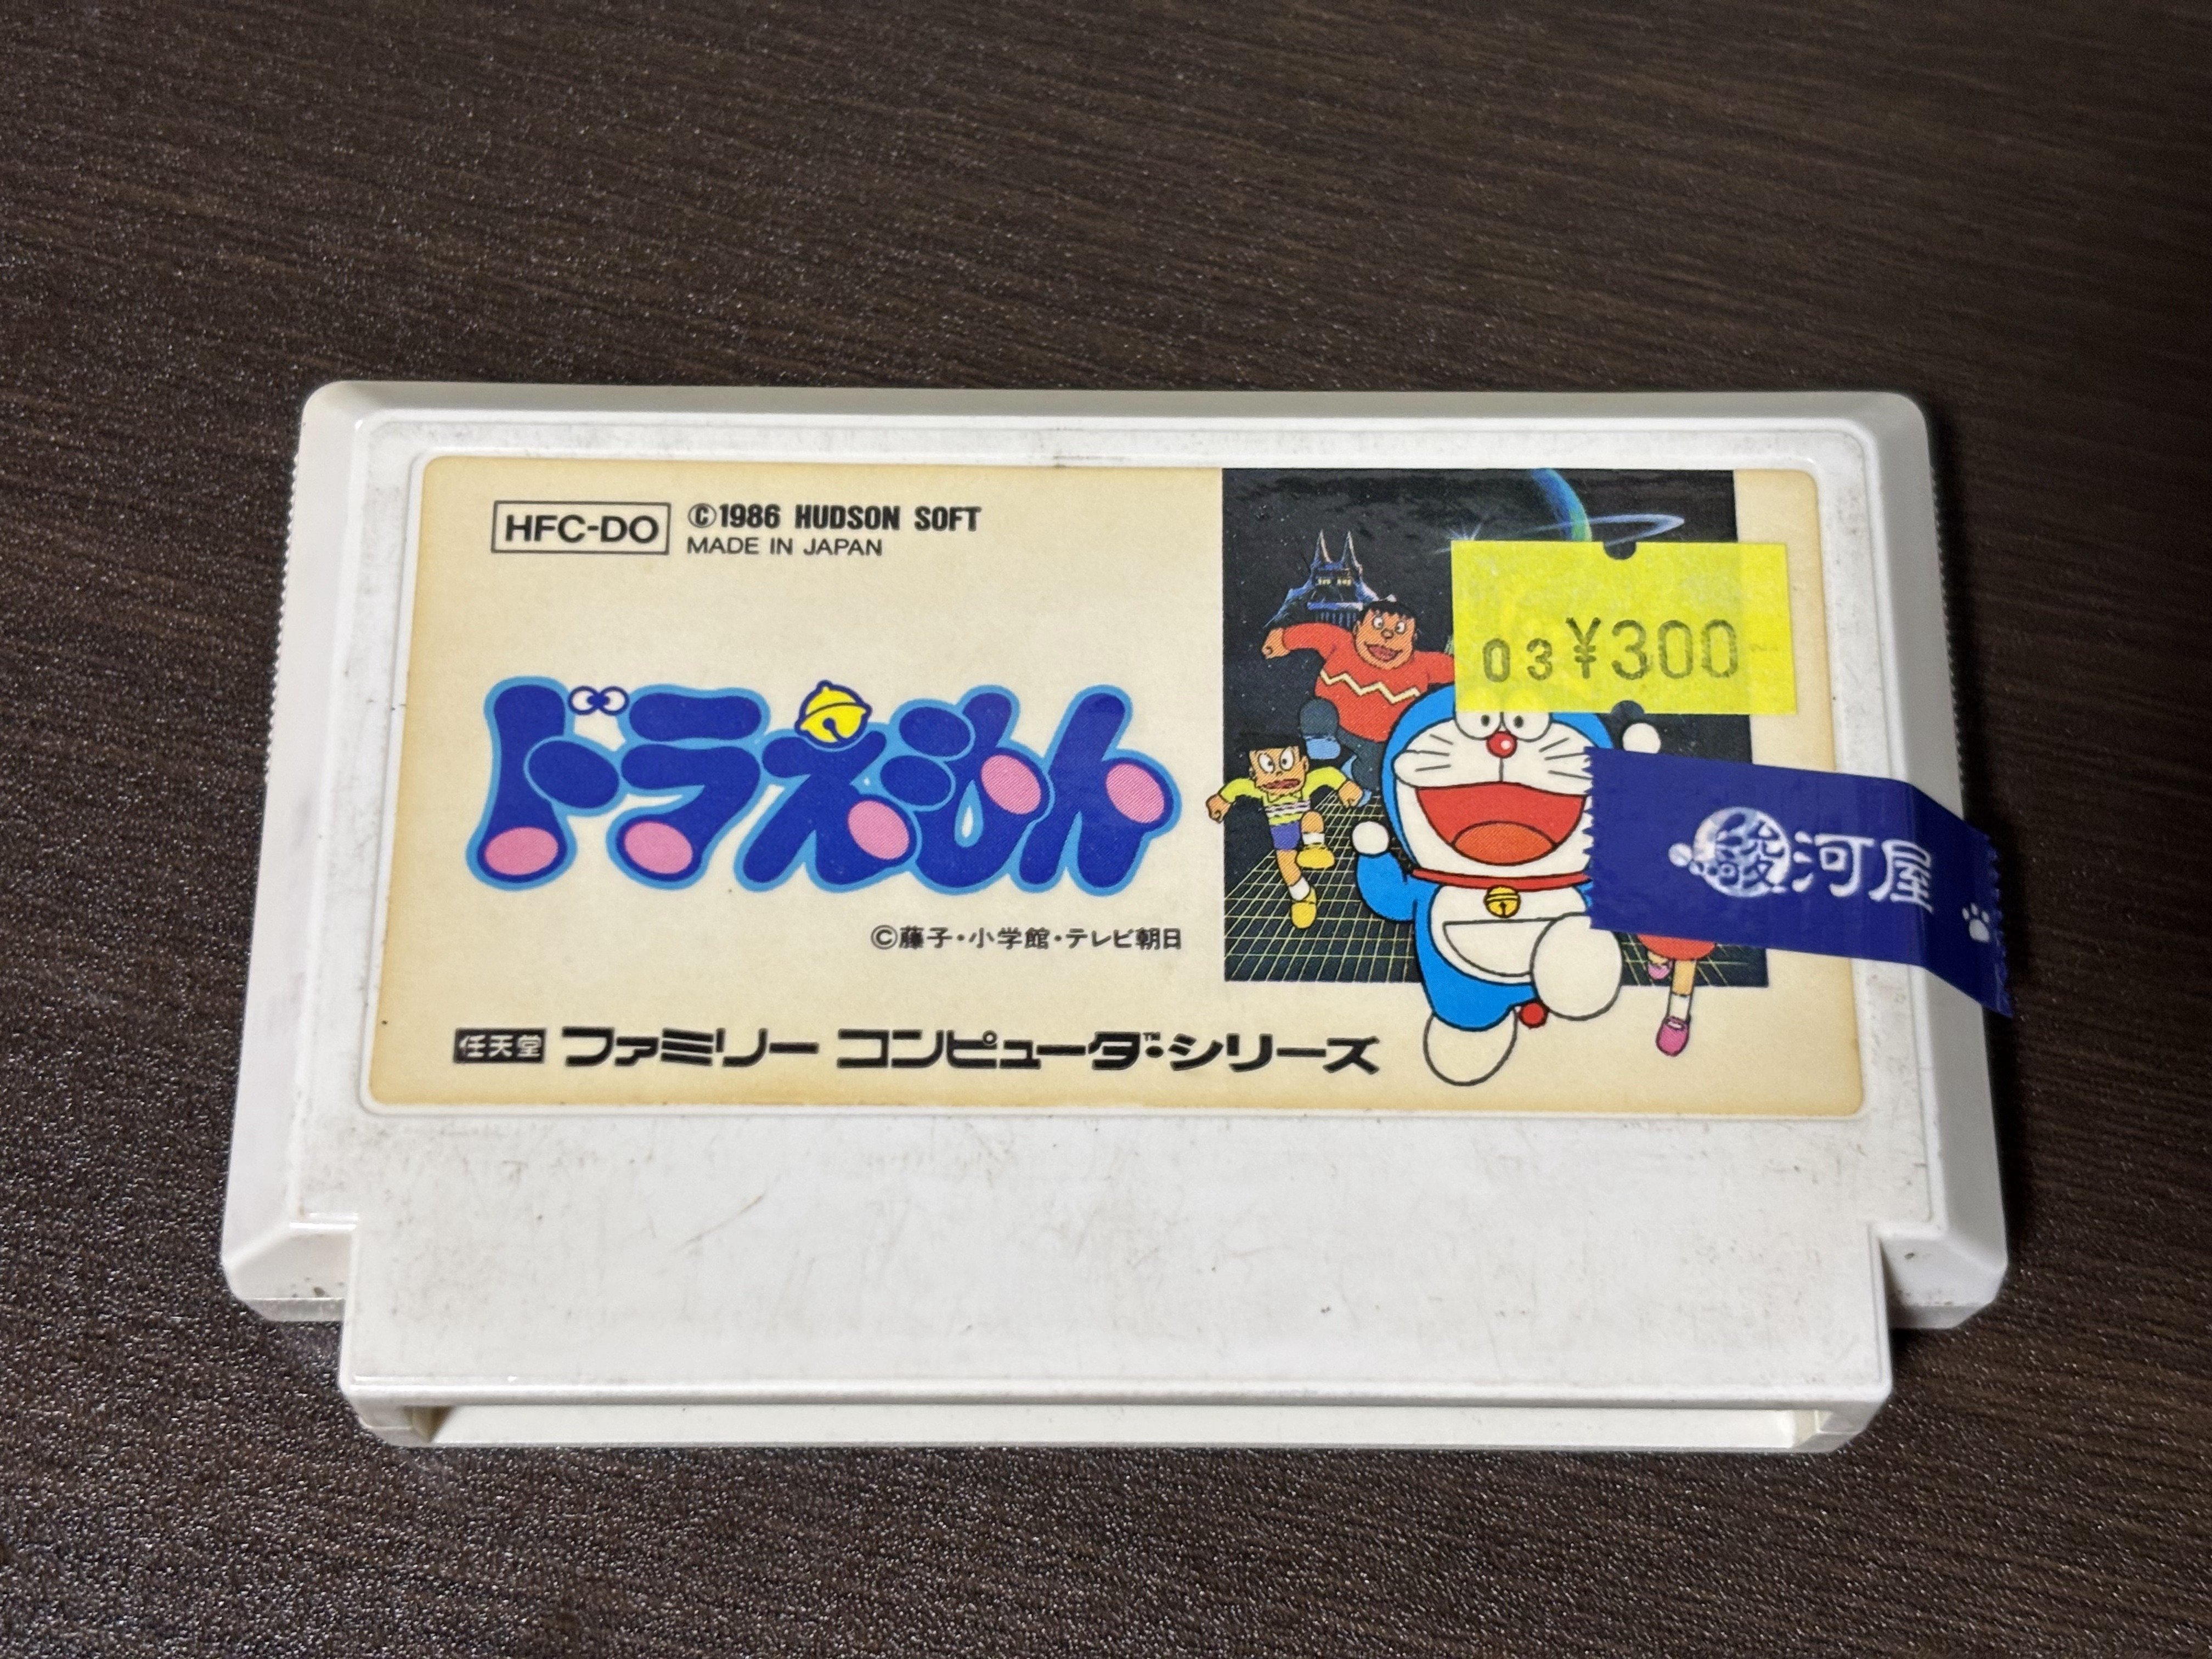 HFC-DO
©1986 HUDSON SOFT
MADE IN JAPAN
03¥300
ドラえもん
駿河屋
©藤子・小学館・テレビ朝日
任天堂 ファミリー コンピュータ™・シリーズ